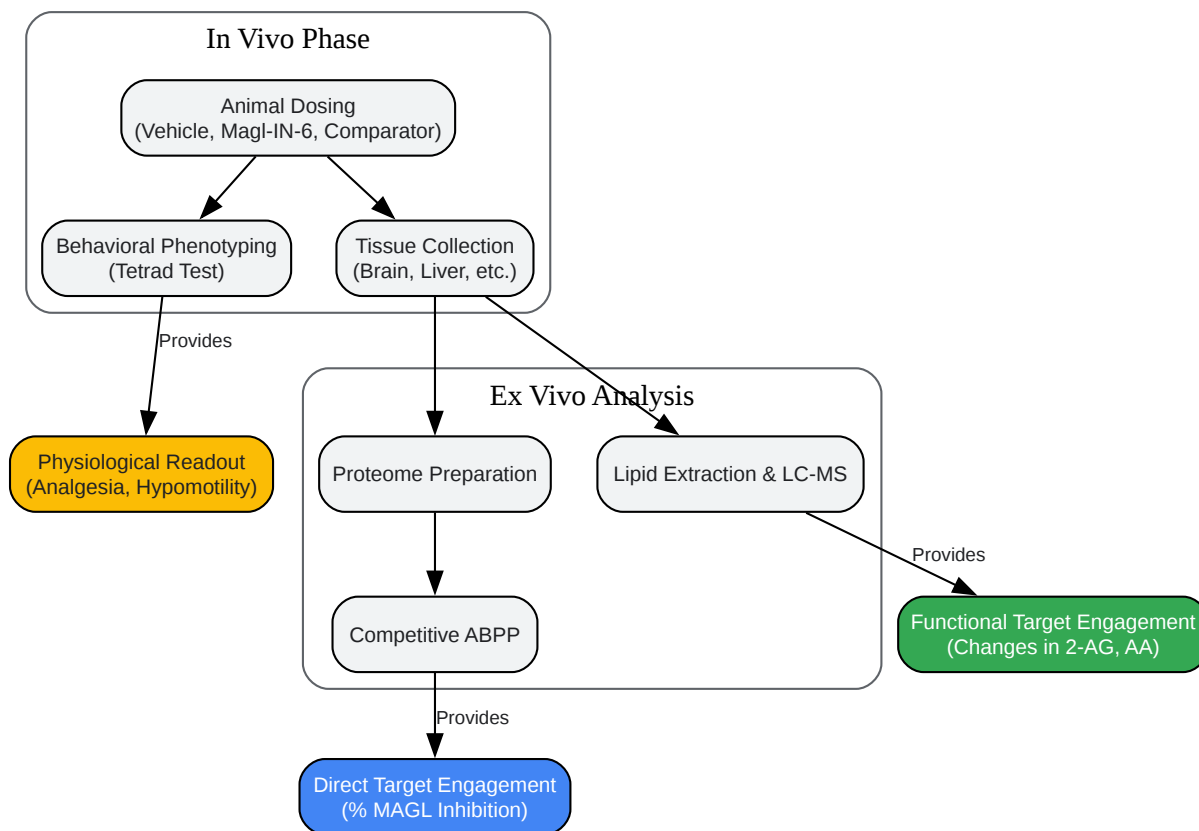 In Vivo Phase
Animal Dosing
(Vehicle, Magl-IN-6, Comparator)
Behavioral Phenotyping
(Tetrad Test)
Tissue Collection
(Brain, Liver, etc.)
Provides
Ex Vivo Analysis
Physiological Readout
(Analgesia, Hypomotility)
Proteome Preparation
Lipid Extraction & LC-MS
Provides
Competitive ABPP
Functional Target Engagement
(Changes in 2-AG, AA)
Provides
Direct Target Engagement
(% MAGL Inhibition)